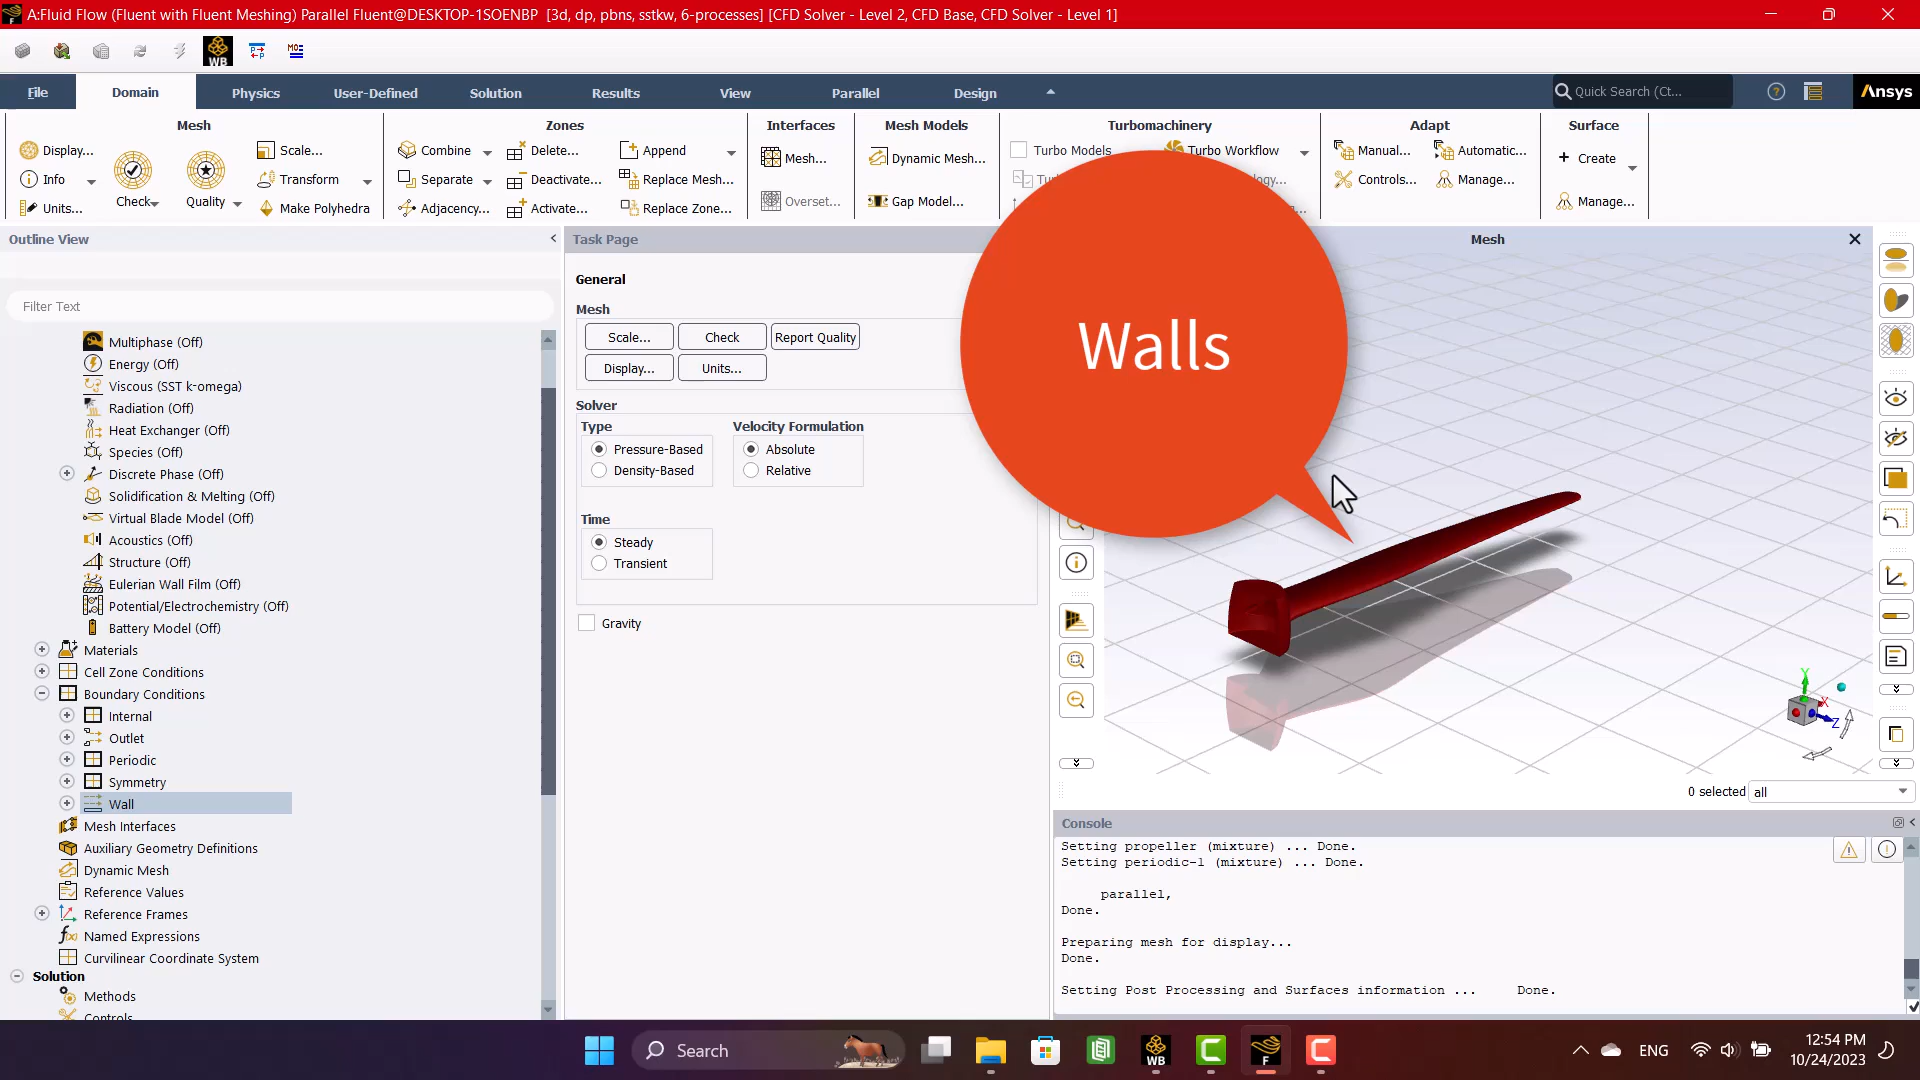 A:Fluid Flow (Fluent with Fluent Meshing) Parallel Fluent@DESKTOP-1SOENBP [3d, dp, pbns, sstkw, 6-processes] [CFD Solver - Level 2, CFD Base, CFD Solver - Level 1]
WB
File
Domain
Physics
User-Defined
Solution
Results
View
Parallel
Design
Quick Search (Ct...
Ansys
Mesh
Display...
Info
Units...
Check
Quality
Scale...
Transform
Make Polyhedra
Zones
Combine
Separate
Adjacency...
Delete...
Deactivate...
Activate...
Append
Replace Mesh...
Replace Zone...
Interfaces
Mesh...
Overset...
Mesh Models
Dynamic Mesh...
Gap Model...
Turbomachinery
Turbo Models
Turbo Workflow
Adapt
Manual...
Controls...
Automatic...
Manage...
Surface
Create
Manage...
Outline View
Filter Text
Multiphase (Off)
Energy (Off)
Viscous (SST k-omega)
Radiation (Off)
Heat Exchanger (Off)
Species (Off)
Discrete Phase (Off)
Solidification & Melting (Off)
Virtual Blade Model (Off)
Acoustics (Off)
Structure (Off)
Eulerian Wall Film (Off)
Potential/Electrochemistry (Off)
Battery Model (Off)
Materials
Cell Zone Conditions
Boundary Conditions
Internal
Outlet
Periodic
Symmetry
Wall
Mesh Interfaces
Auxiliary Geometry Definitions
Dynamic Mesh
Reference Values
Reference Frames
Named Expressions
Curvilinear Coordinate System
Solution
Methods
Controls
Task Page
General
Mesh
Scale...
Check
Report Quality
Display...
Units...
Solver
Type
Pressure-Based
Density-Based
Velocity Formulation
Absolute
Relative
Time
Steady
Transient
Gravity
Walls
Mesh
Y
X
Z
0 selected
all
Console
Setting propeller (mixture) ... Done.
Setting periodic-1 (mixture) ... Done.
parallel,
Done.
Preparing mesh for display...
Done.
Setting Post Processing and Surfaces information ... Done.
Search
WB
F
ENG
12:54 PM
10/24/2023